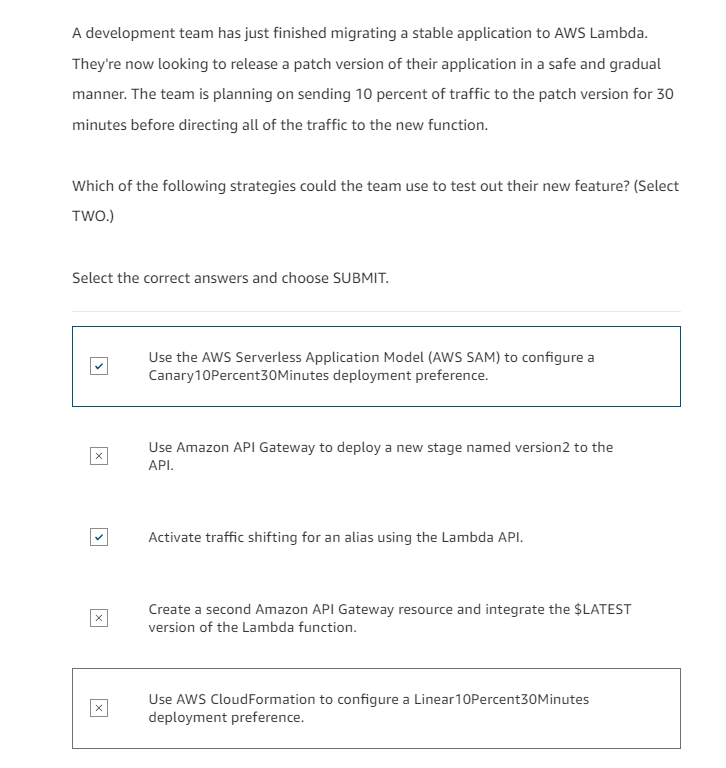 A development team has just finished migrating a stable application to AWS Lambda.
They're now looking to release a patch version of their application in a safe and gradual
manner. The team is planning on sending 10 percent of traffic to the patch version for 30
minutes before directing all of the traffic to the new function.
Which of the following strategies could the team use to test out their new feature? (Select
TWO.)
Select the correct answers and choose SUBMIT.
Use the AWS Serverless Application Model (AWS SAM) to configure a
Canary10Percent30Minutes deployment preference.
Use Amazon API Gateway to deploy a new stage named version2 to the
API.
Activate traffic shifting for an alias using the Lambda API.
Create a second Amazon API Gateway resource and integrate the $LATEST
version of the Lambda function.
Use AWS CloudFormation to configure a Linear10Percent30Minutes
deployment preference.